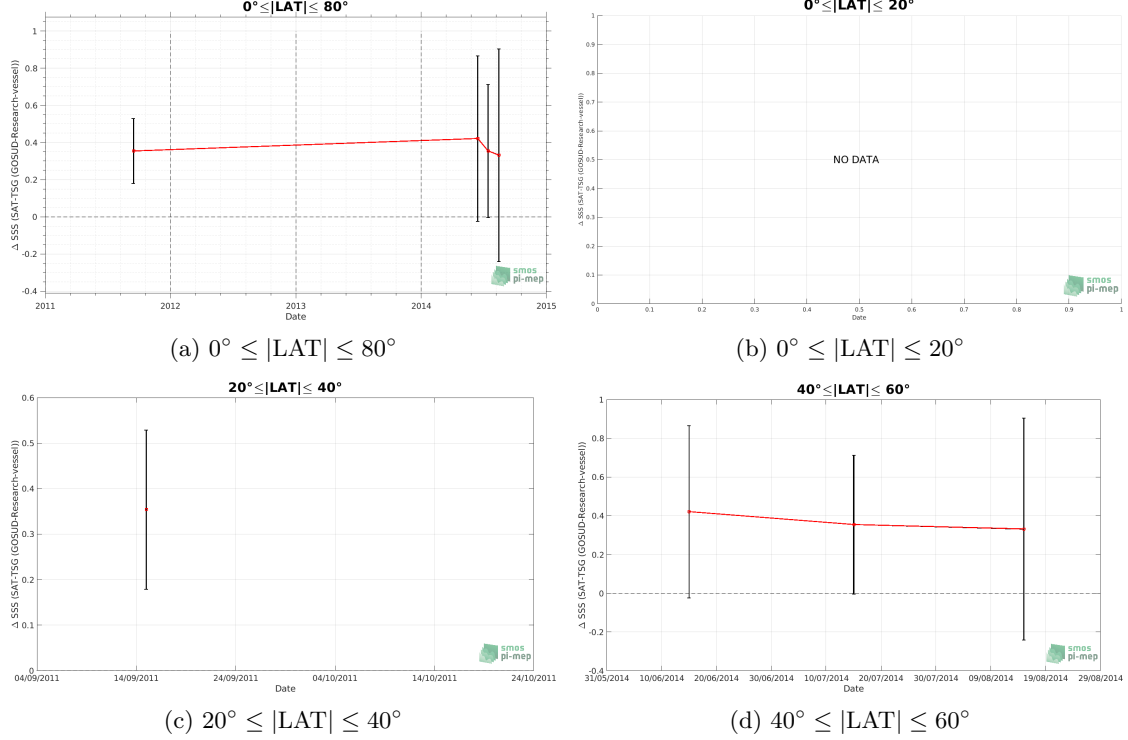 0°≤|LAT|≤ 80°
Δ SSS (SAT-TSG (GOSUD-Research-vessel))
1
0.8
0.6
0.4
0.2
0
-0.2
-0.4
2011 2012 2013 2014 2015
Date
smos
pi-mep
(a) 0° ≤ |LAT| ≤ 80°
0°≤|LAT|≤ 20°
Δ SSS (SAT-TSG (GOSUD-Research-vessel))
1
0.9
0.8
0.7
0.6
0.5
0.4
0.3
0.2
0.1
0
NO DATA
0 0.1 0.2 0.3 0.4 0.5 0.6 0.7 0.8 0.9 1
Date
smos
pi-mep
(b) 0° ≤ |LAT| ≤ 20°
20°≤|LAT|≤ 40°
Δ SSS (SAT-TSG (GOSUD-Research-vessel))
0.6
0.5
0.4
0.3
0.2
0.1
0
04/09/2011 14/09/2011 24/09/2011 04/10/2011 14/10/2011 24/10/2011
Date
smos
pi-mep
(c) 20° ≤ |LAT| ≤ 40°
40°≤|LAT|≤ 60°
Δ SSS (SAT-TSG (GOSUD-Research-vessel))
1
0.8
0.6
0.4
0.2
0
-0.2
-0.4
31/05/2014 10/06/2014 20/06/2014 30/06/2014 10/07/2014 20/07/2014 30/07/2014 09/08/2014 19/08/2014 29/08/2014
Date
smos
pi-mep
(d) 40° ≤ |LAT| ≤ 60°